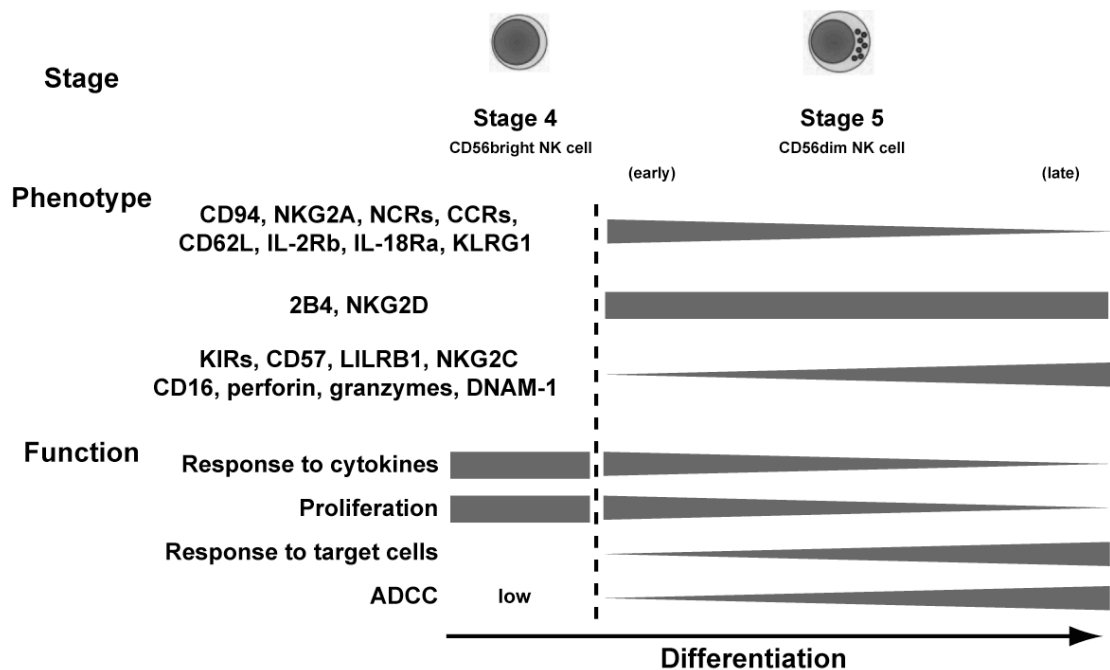 Stage
Stage 4
CD56bright NK cell
Stage 5
CD56dim NK cell
(early)
(late)
Phenotype
CD94, NKG2A, NCRs, CCRs,
CD62L, IL-2Rb, IL-18Ra, KLRG1
2B4, NKG2D
KIRs, CD57, LILRB1, NKG2C
CD16, perforin, granzymes, DNAM-1
Function
Response to cytokines
Proliferation
Response to target cells
ADCC
low
Differentiation